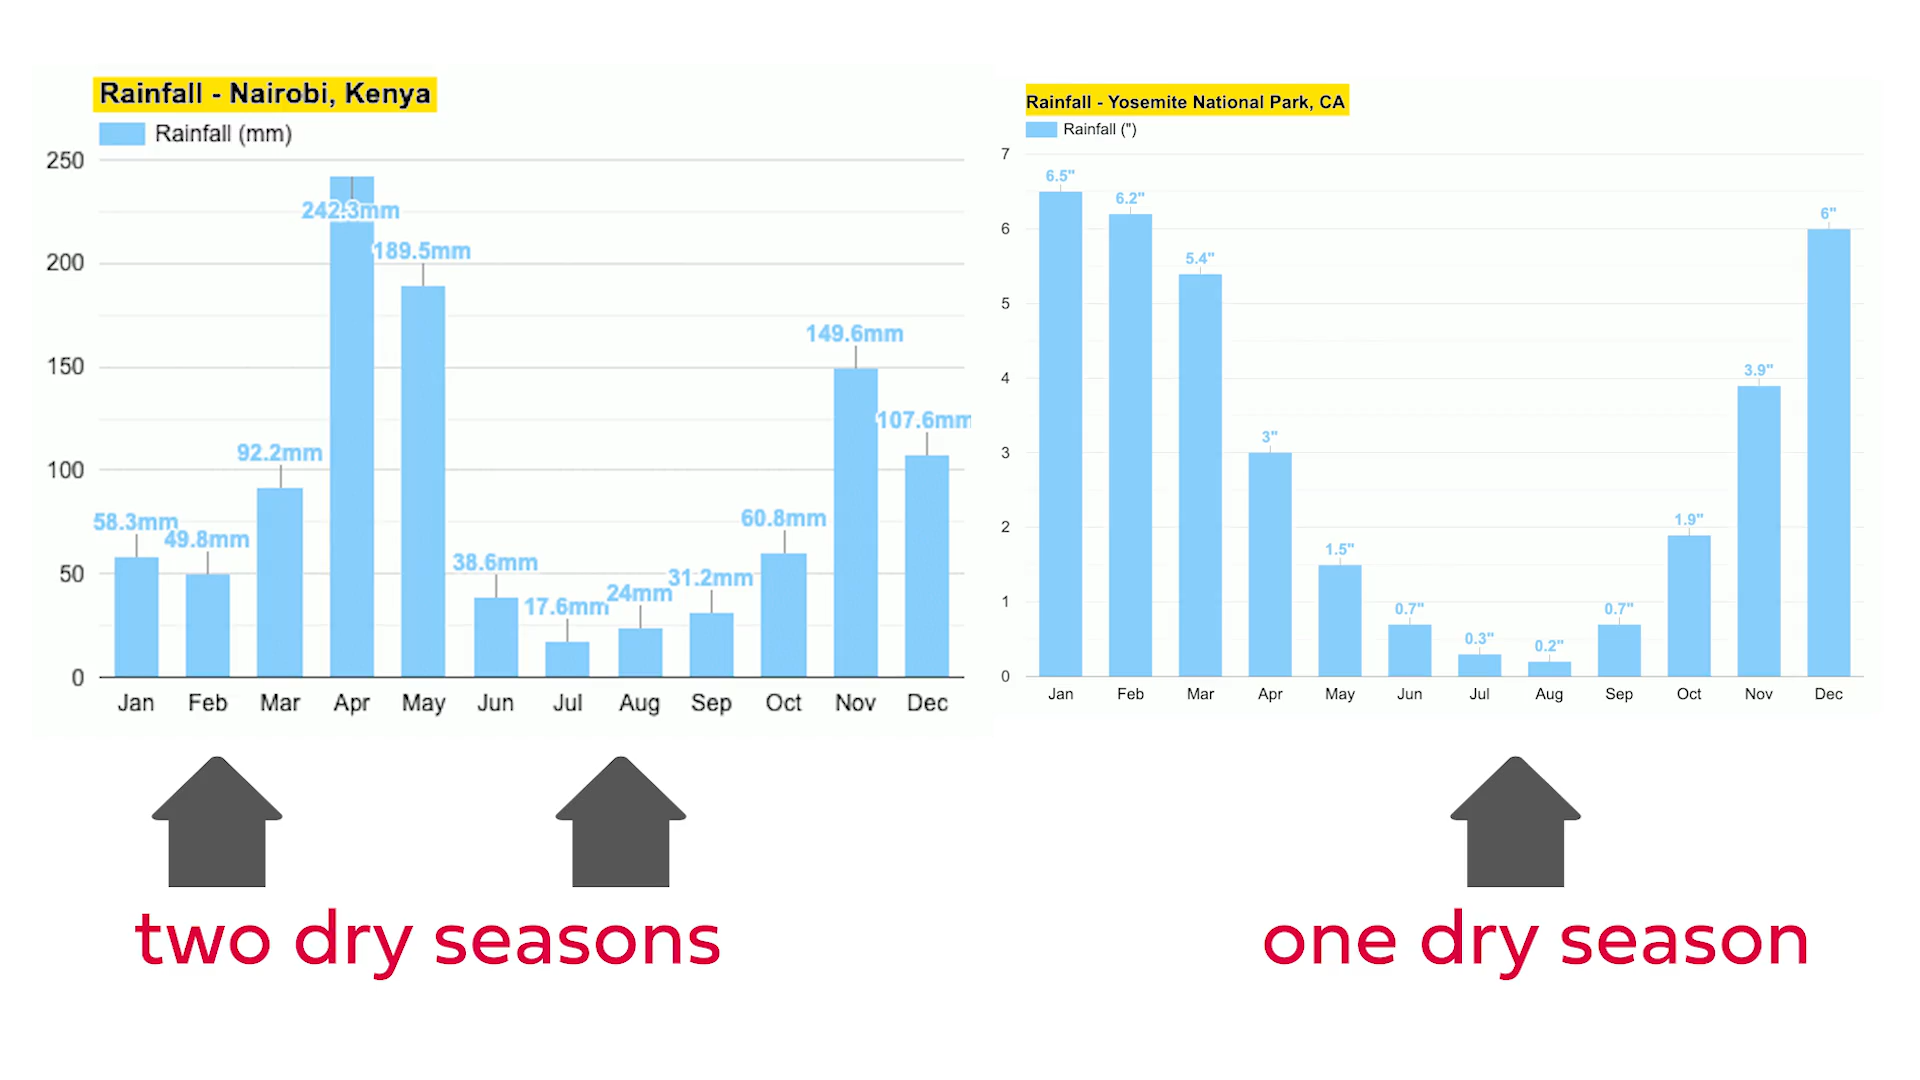 Rainfall - Nairobi, Kenya
Rainfall (mm)
250
200
150
100
50
0
58.3mm
49.8mm
92.2mm
242.3mm
189.5mm
38.6mm
17.6mm
24mm
31.2mm
60.8mm
149.6mm
107.6mm
Jan Feb Mar Apr May Jun Jul Aug Sep Oct Nov Dec
two dry seasons
Rainfall - Yosemite National Park, CA
Rainfall (")
7
6
5
4
3
2
1
0
6.5"
6.2"
5.4"
3"
1.5"
0.7"
0.3"
0.2"
0.7"
1.9"
3.9"
6"
Jan Feb Mar Apr May Jun Jul Aug Sep Oct Nov Dec
one dry season